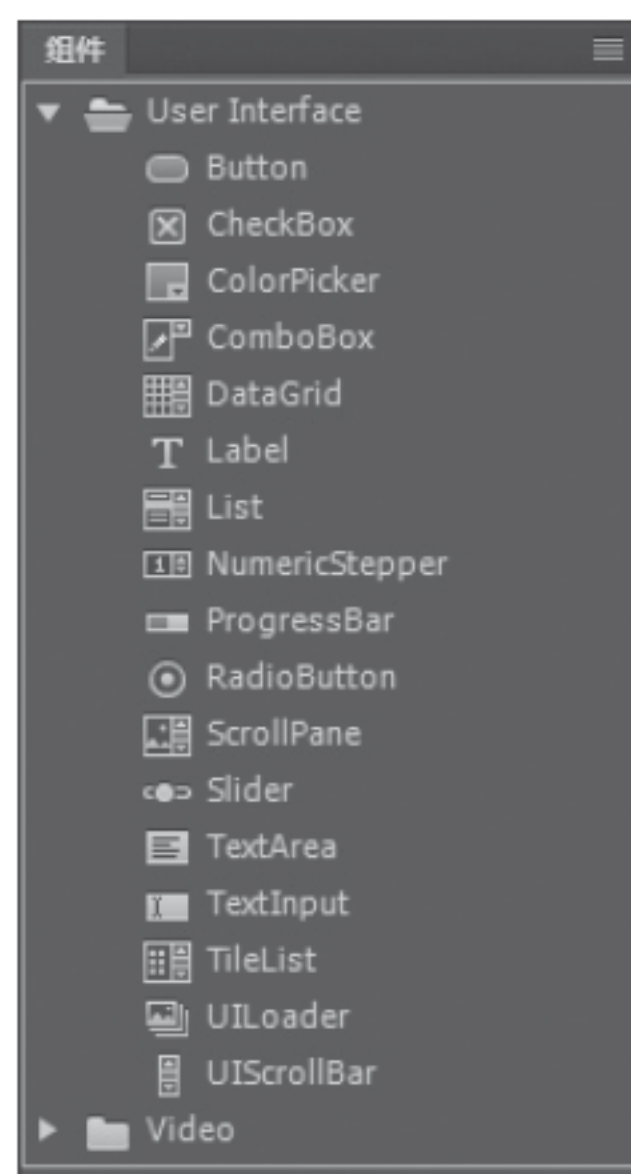 组件
User Interface
Button
CheckBox
ColorPicker
ComboBox
DataGrid
Label
List
NumericStepper
ProgressBar
RadioButton
ScrollPane
Slider
TextArea
TextInput
TileList
UILoader
UIScrollBar
Video